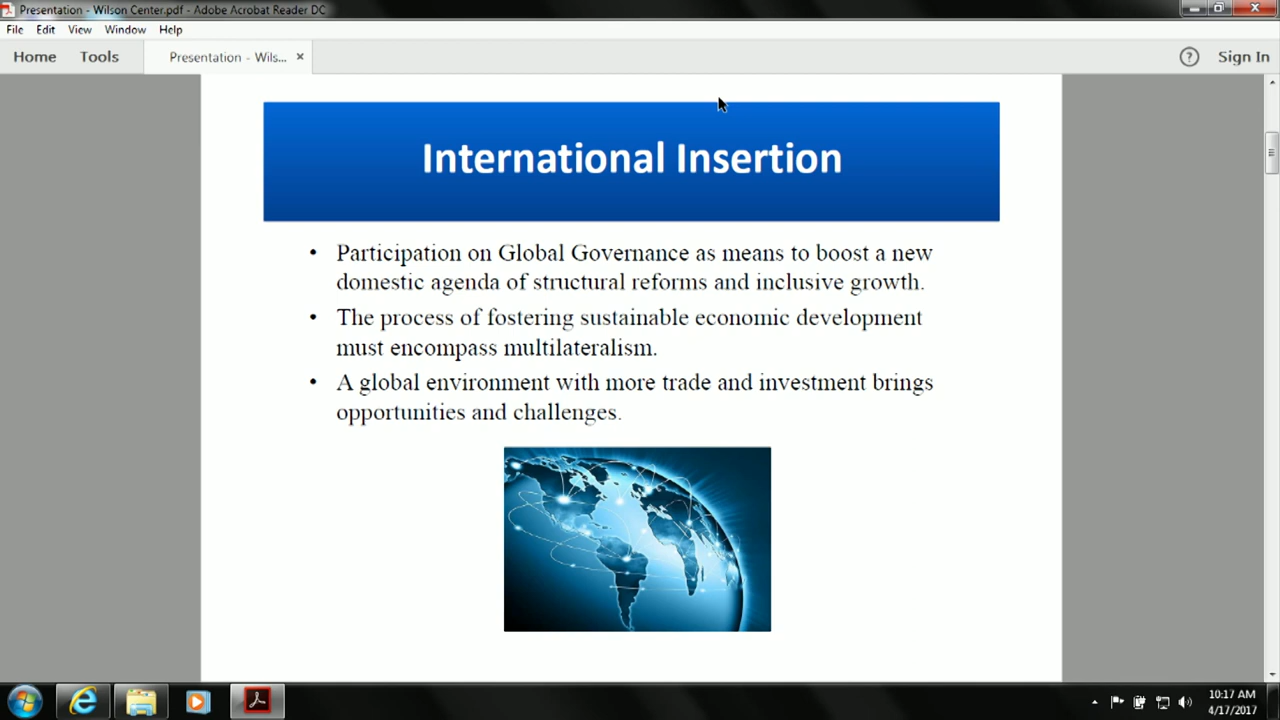 Presentation - Wilson Center.pdf - Adobe Acrobat Reader DC
File Edit View Window Help
Home Tools Presentation - Wils... × ? Sign In
International Insertion
• Participation on Global Governance as means to boost a new
domestic agenda of structural reforms and inclusive growth.
• The process of fostering sustainable economic development
must encompass multilateralism.
• A global environment with more trade and investment brings
opportunities and challenges.
10:17 AM
4/17/2017